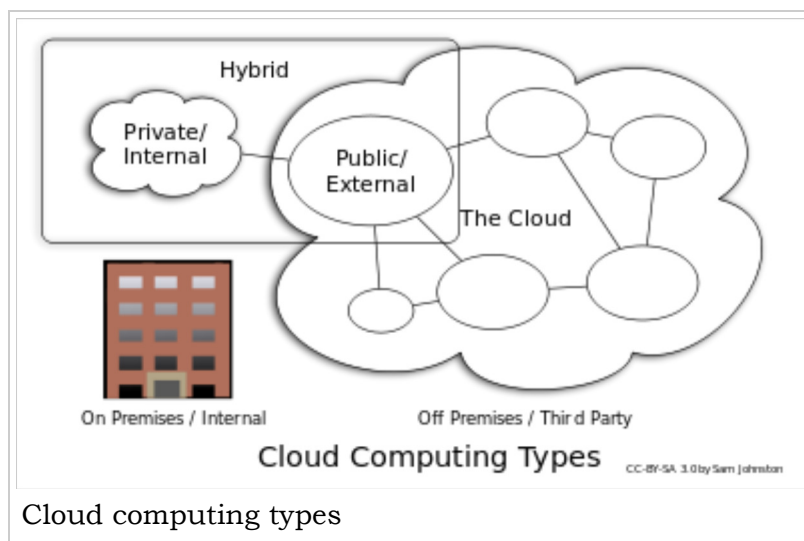 Hybrid
Private/
Internal
Public/
External
The Cloud
On Premises / Internal
Off Premises / Third Party
Cloud Computing Types
CC-BY-SA 3.0 by Sam Johnston
Cloud computing types